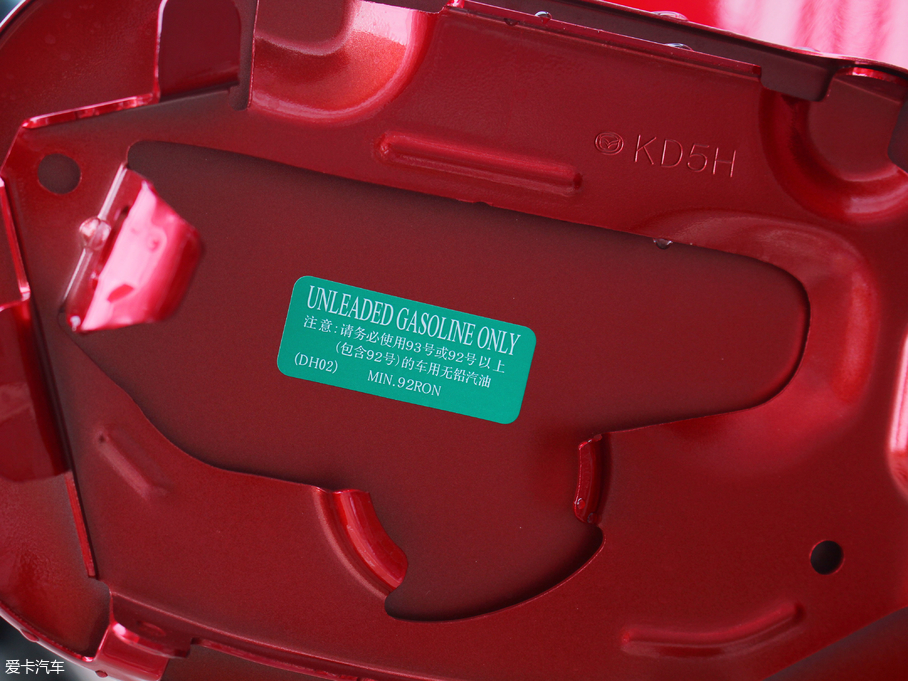 KD5H
UNLEADED GASOLINE ONLY
注意:请务必使用93号或92号以上
(包含92号)的车用无铅汽油
(DH02) MIN.92RON
爱卡汽车